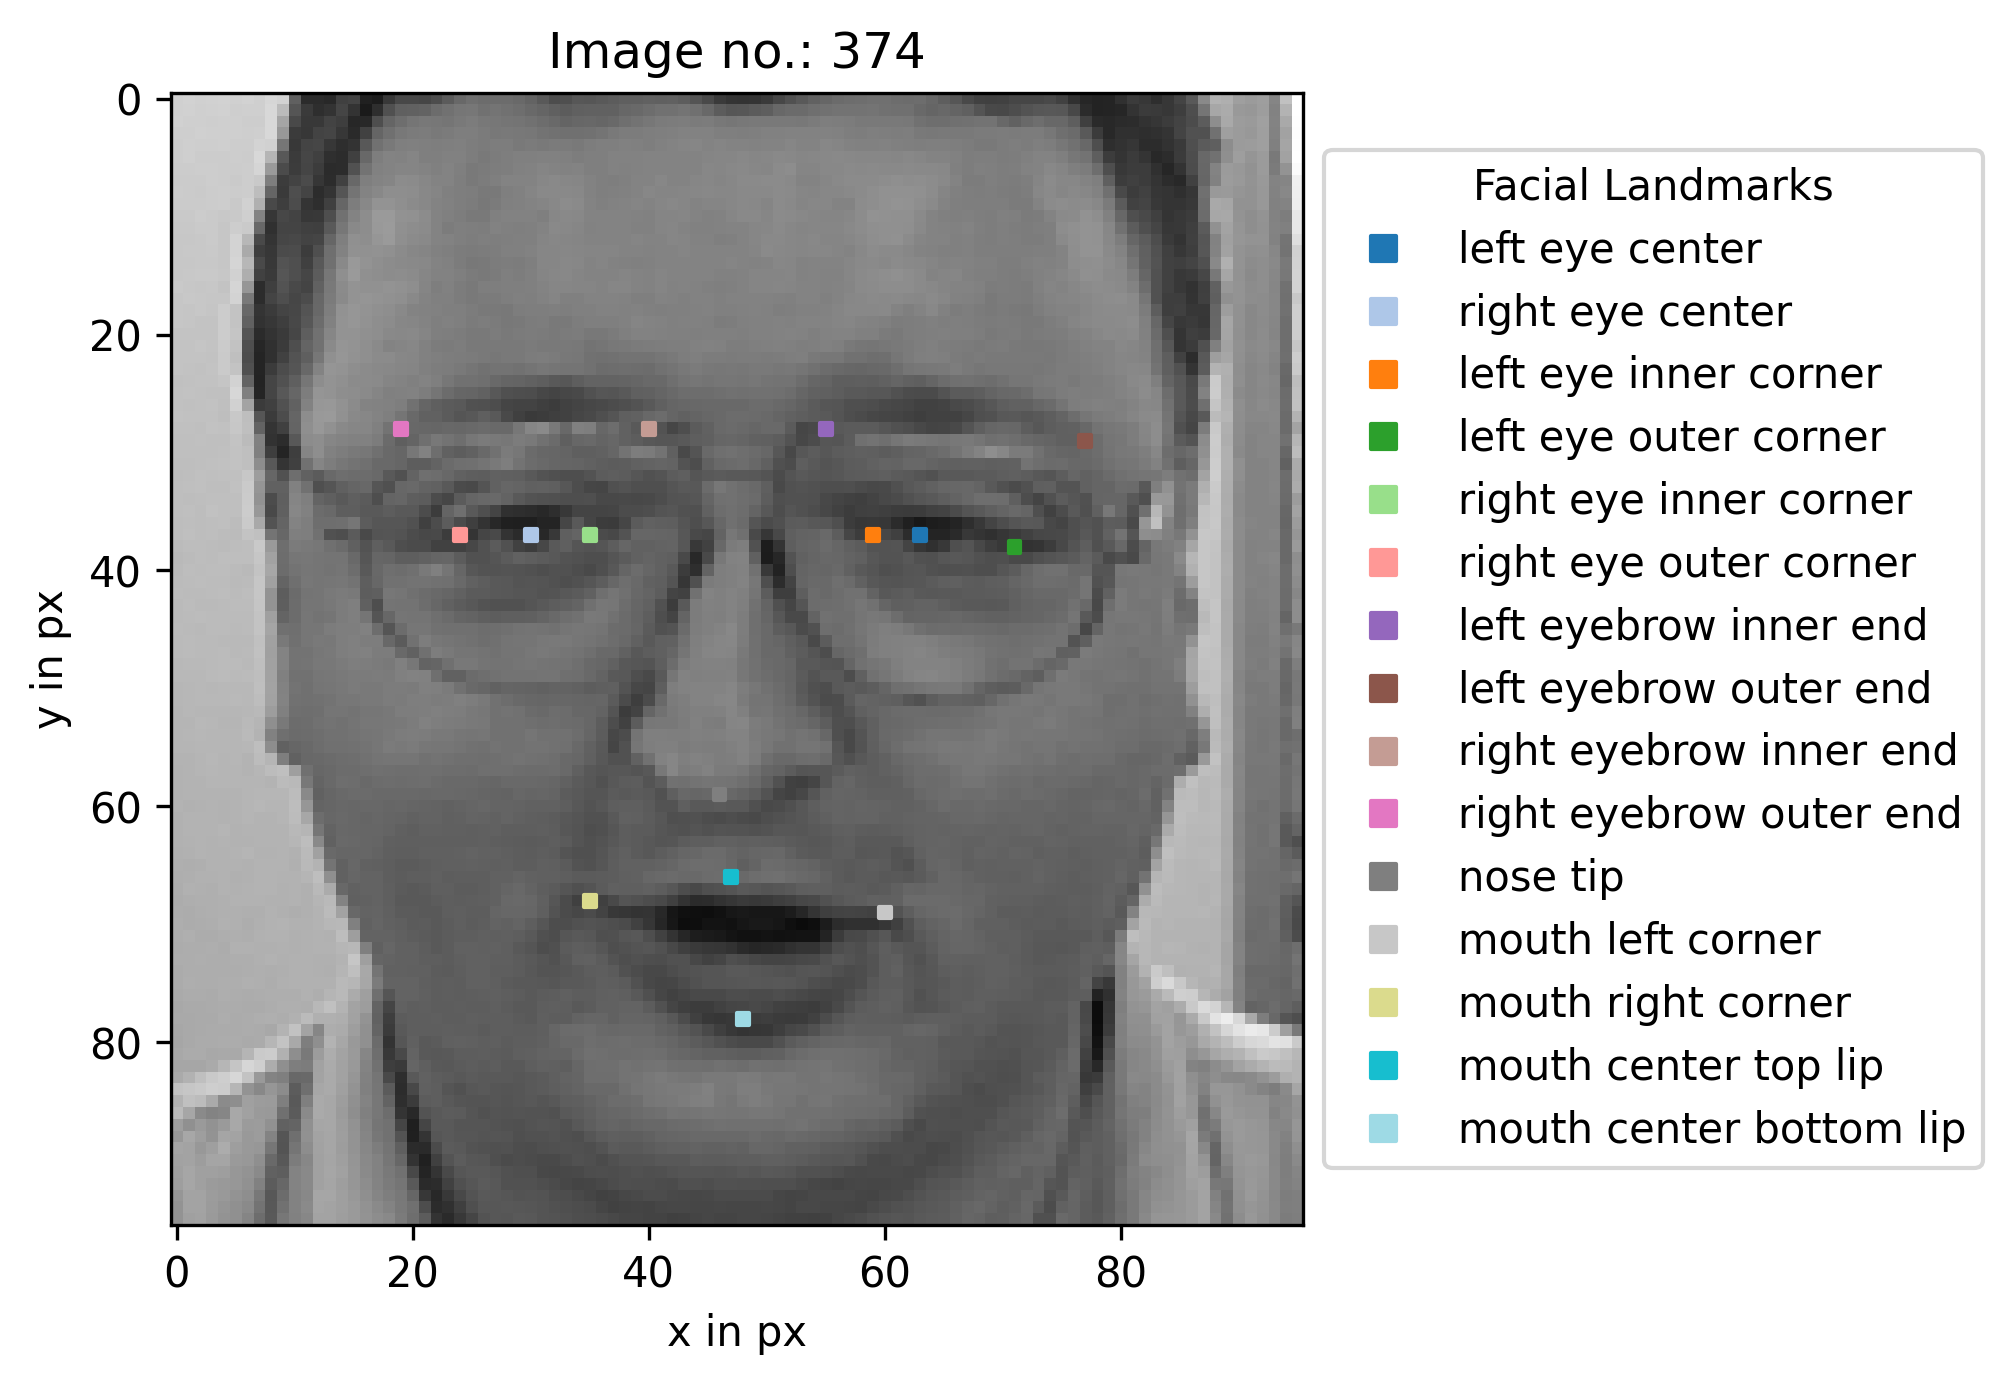 Image no.: 374
0
20
40
60
80
y in px
0 20 40 60 80
x in px
Facial Landmarks
left eye center
right eye center
left eye inner corner
left eye outer corner
right eye inner corner
right eye outer corner
left eyebrow inner end
left eyebrow outer end
right eyebrow inner end
right eyebrow outer end
nose tip
mouth left corner
mouth right corner
mouth center top lip
mouth center bottom lip